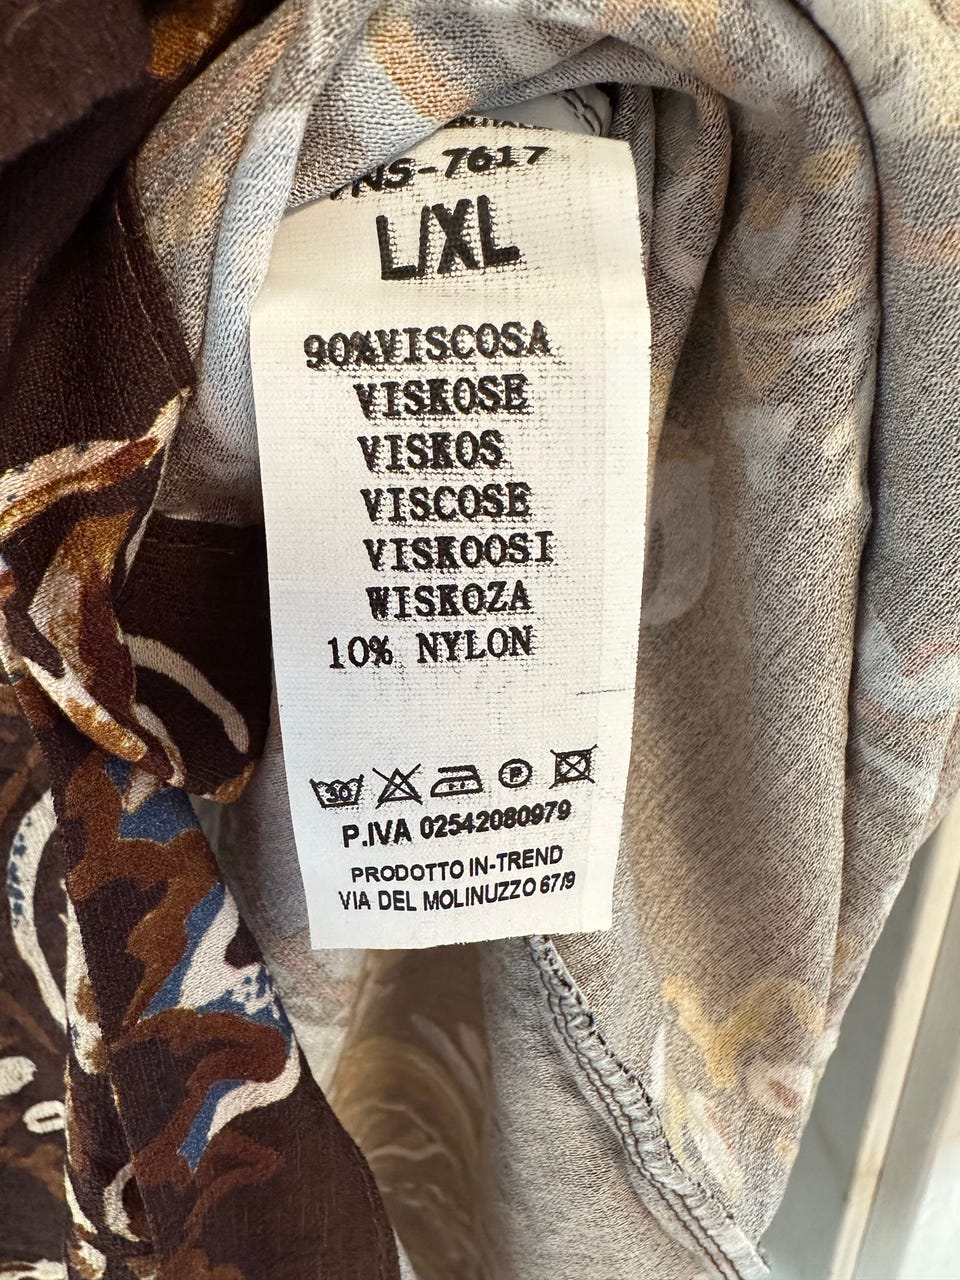 NS-7617
L/XL
90%VISCOSA
VISKOSE
VISKOS
VISCOSE
VISKOOSI
WISKOZA
10% NYLON
30 P
P.IVA 02542080979
PRODOTTO IN-TREND
VIA DEL MOLINUZZO 67/9